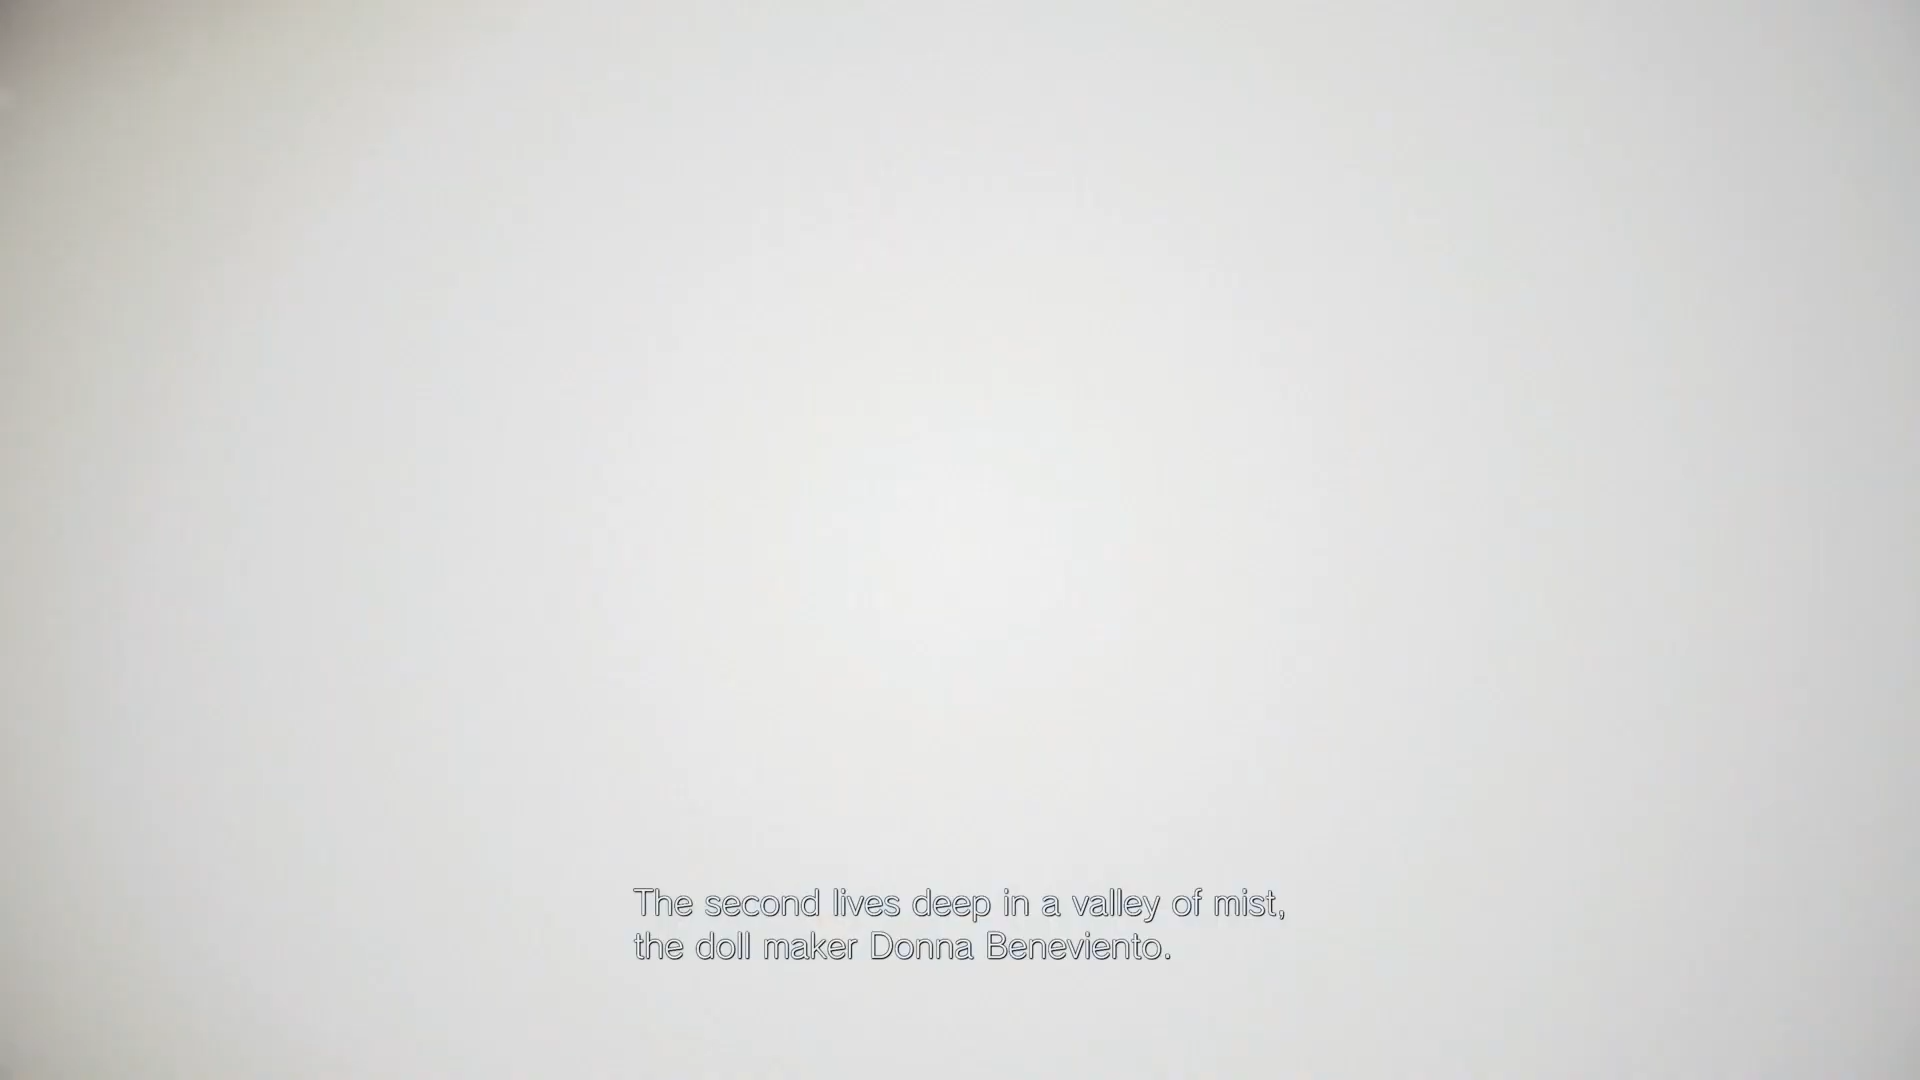 The second lives deep in a valley of mist,
the doll maker Donna Beneviento.